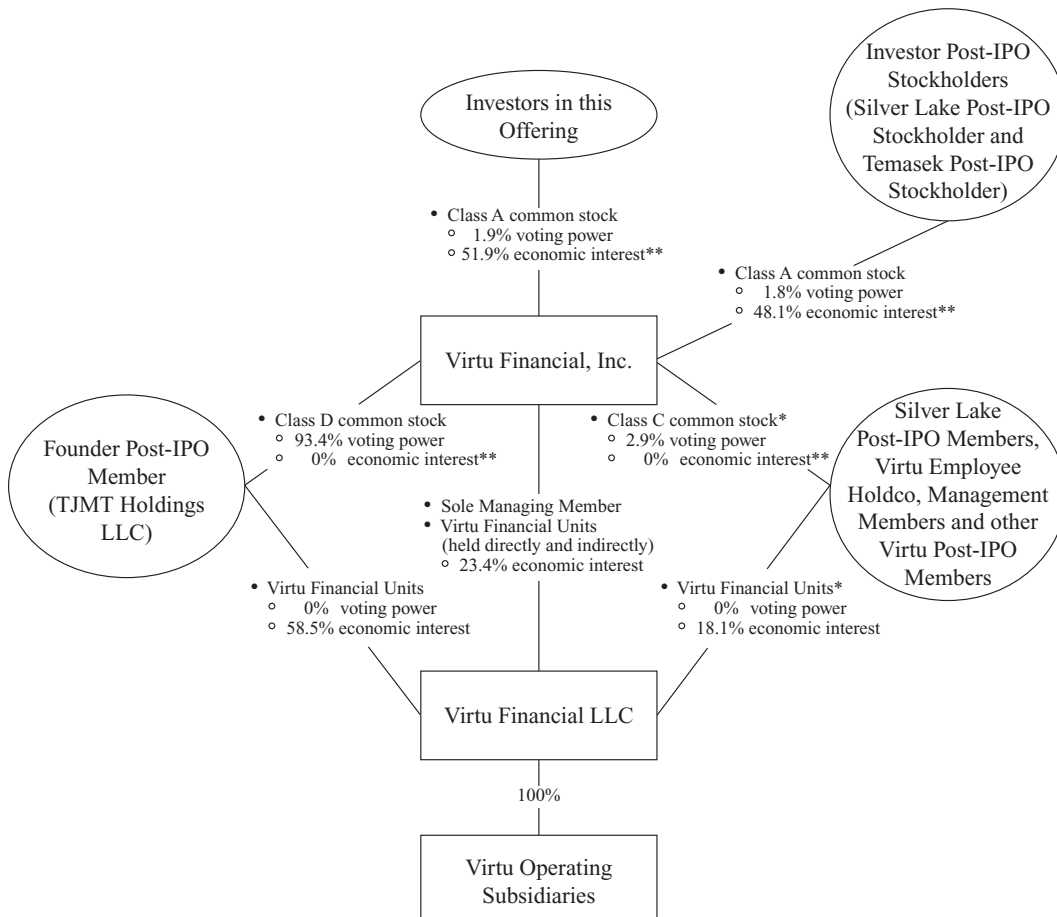 Investors in this
Offering
Investor Post-IPO
Stockholders
(Silver Lake Post-IPO
Stockholder and
Temasek Post-IPO
Stockholder)
• Class A common stock
○ 1.9% voting power
○ 51.9% economic interest**
• Class A common stock
○ 1.8% voting power
○ 48.1% economic interest**
Virtu Financial, Inc.
Founder Post-IPO
Member
(TJMT Holdings
LLC)
• Class D common stock
○ 93.4% voting power
○ 0% economic interest**
• Class C common stock*
○ 2.9% voting power
○ 0% economic interest**
Silver Lake
Post-IPO Members,
Virtu Employee
Holdco, Management
Members and other
Virtu Post-IPO
Members
• Sole Managing Member
• Virtu Financial Units
(held directly and indirectly)
○ 23.4% economic interest
• Virtu Financial Units
○ 0% voting power
○ 58.5% economic interest
• Virtu Financial Units*
○ 0% voting power
○ 18.1% economic interest
Virtu Financial LLC
100%
Virtu Operating
Subsidiaries